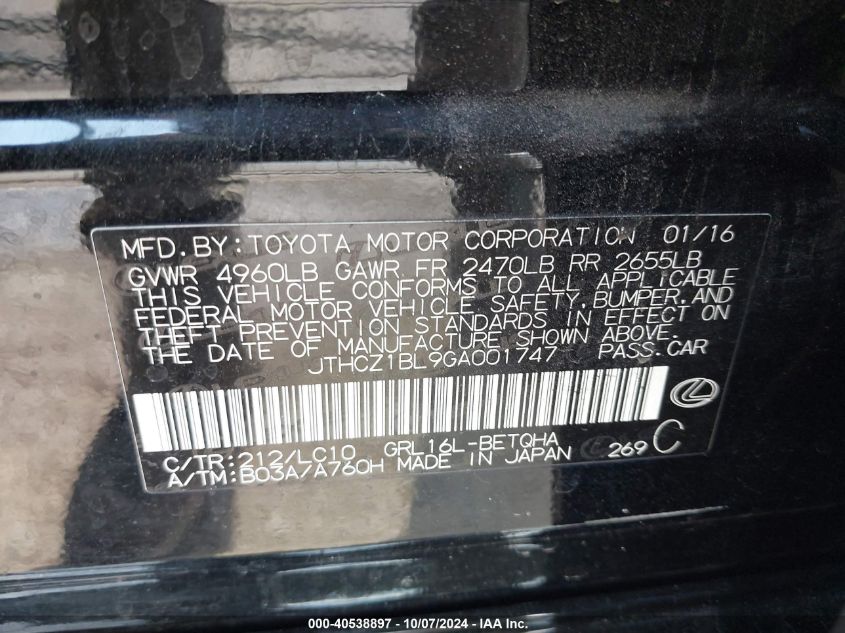 MFD. BY: TOYOTA MOTOR CORPORATION 01/16
GVWR 4960LB GAWR FR 2470LB RR 2655LB
THIS VEHICLE CONFORMS TO ALL APPLICABLE
FEDERAL MOTOR VEHICLE SAFETY, BUMPER, AND
THEFT PREVENTION STANDARDS IN EFFECT ON
THE DATE OF MANUFACTURE SHOWN ABOVE.
JTHCZ1BL9GA001747 PASS. CAR
C/TR: 212/LC10 GRL16L-BETQHA
A/TM: B03A/A760H MADE IN JAPAN 269 C
000-40538897 - 10/07/2024 - IAA Inc.